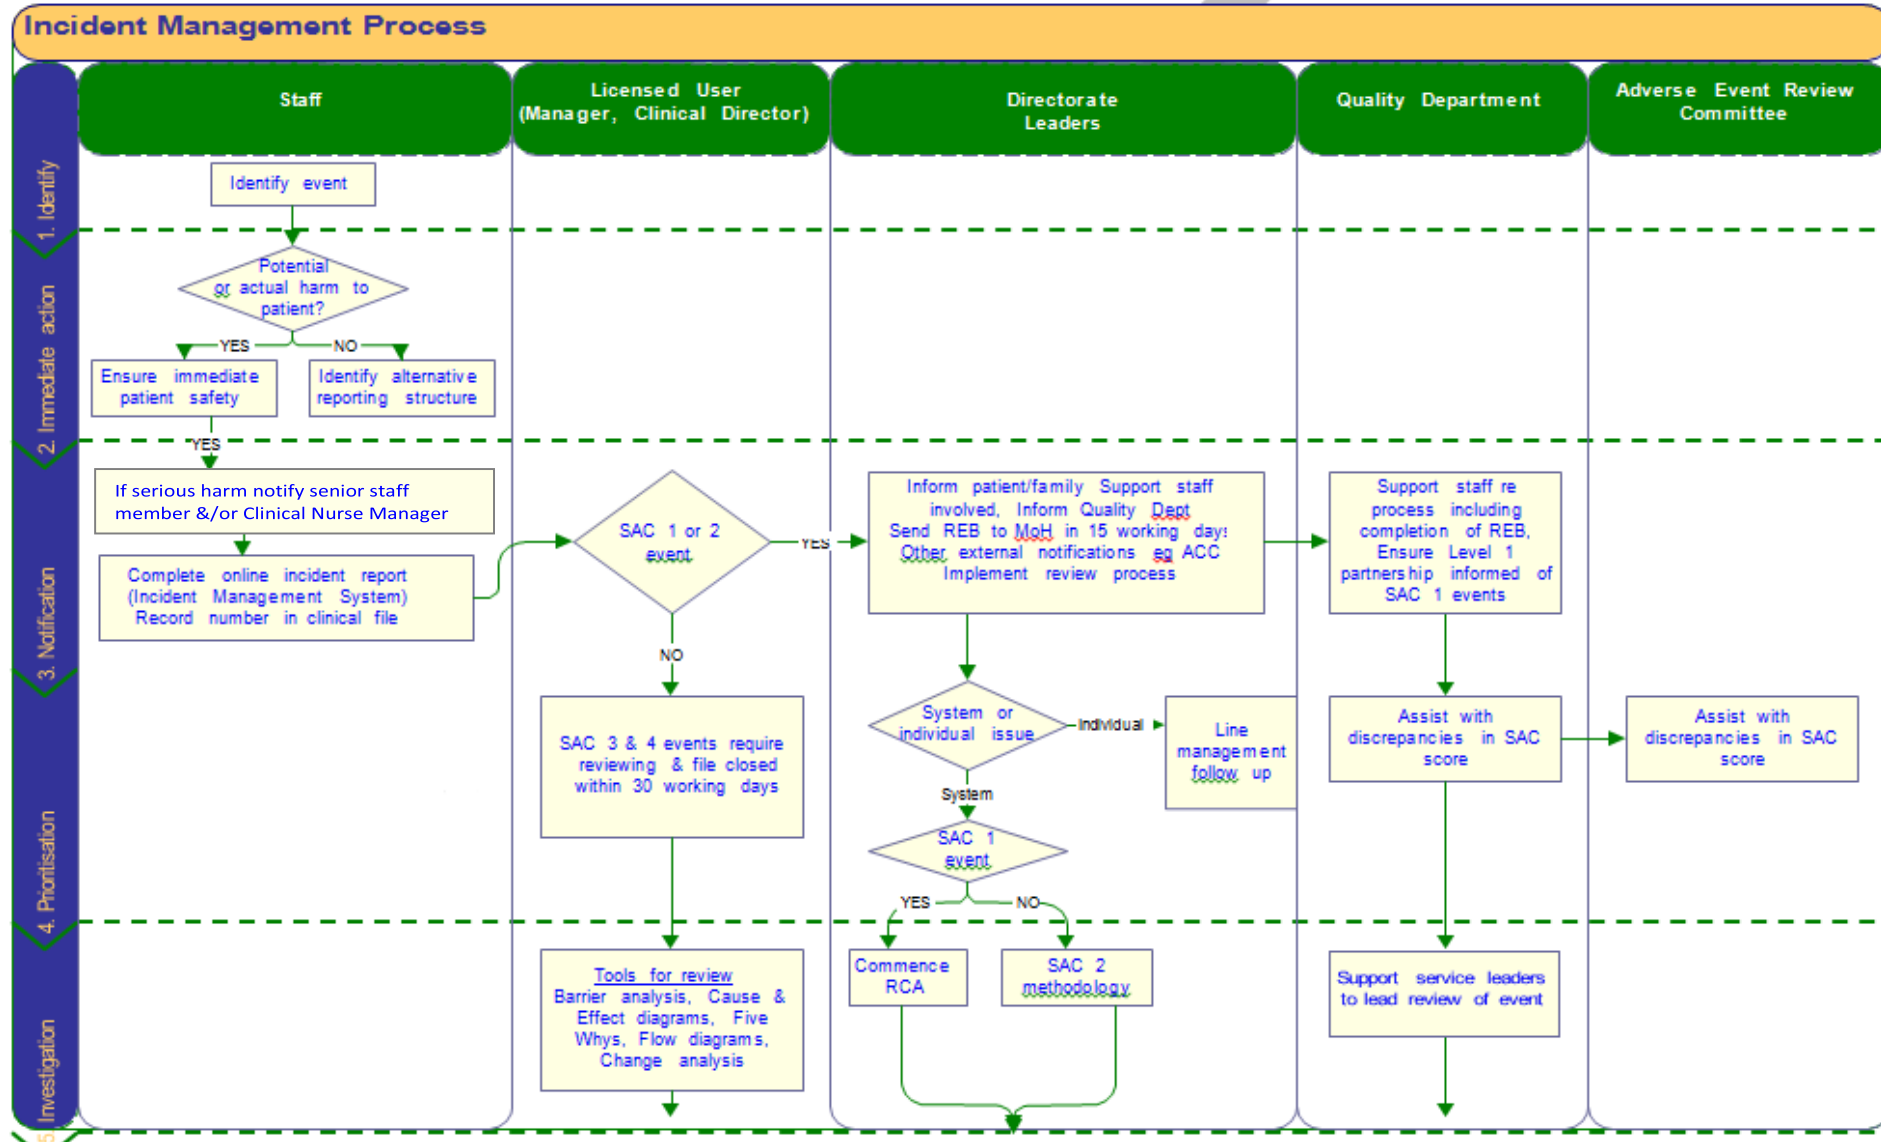 Incident Management Process
Staff
Licensed User
(Manager, Clinical Director)
Directorate
Leaders
Quality Department
Adverse Event Review
Committee
1. Identify
Identify event
2. Immediate action
Potential
or actual harm to
patient?
YES
NO
Ensure immediate
patient safety
Identify alternative
reporting structure
YES
3. Notification
If serious harm notify senior staff
member &/or Clinical Nurse Manager
Complete online incident report
(Incident Management System)
Record number in clinical file
SAC 1 or 2
event
YES
NO
Inform patient/family Support staff
involved, Inform Quality Dept
Send REB to MoH in 15 working days
Other external notifications eg ACC
Implement review process
Support staff re
process including
completion of REB,
Ensure Level 1
partnership informed of
SAC 1 events
4. Prioritisation
SAC 3 & 4 events require
reviewing & file closed
within 30 working days
System or
individual issue
Individual
Line
management
follow up
System
SAC 1
event
YES
NO
Assist with
discrepancies in SAC
score
Assist with
discrepancies in SAC
score
5. Investigation
Tools for review
Barrier analysis, Cause &
Effect diagrams, Five
Whys, Flow diagrams,
Change analysis
Commence
RCA
SAC 2
methodology
Support service leaders
to lead review of event